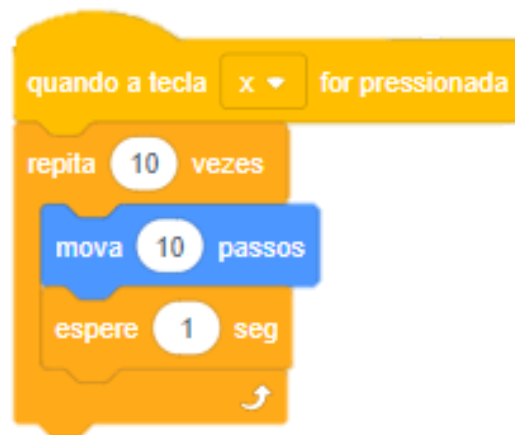 quando a tecla x for pressionada
repita 10 vezes
mova 10 passos
espere 1 seg